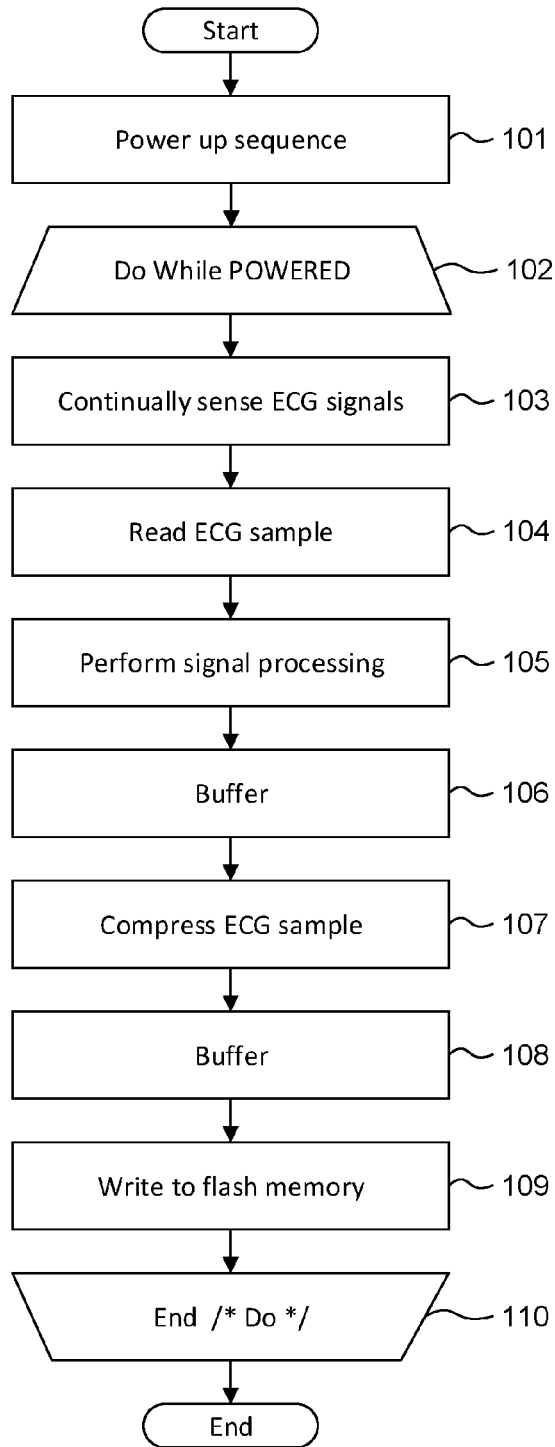 Start
Power up sequence
101
Do While POWERED
102
Continually sense ECG signals
103
Read ECG sample
104
Perform signal processing
105
Buffer
106
Compress ECG sample
107
Buffer
108
Write to flash memory
109
End /* Do */
110
End